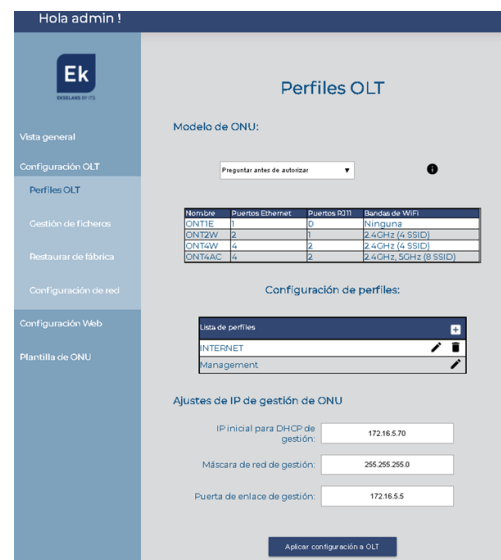 Hola admin !
Ek
EKSELANS BY ITS
Vista general
Configuración OLT
Perfiles OLT
Gestión de ficheros
Restaurar de fábrica
Configuración de red
Configuración Web
Plantilla de ONU
Perfiles OLT
Modelo de ONU:
Preguntar antes de autorizar
Nombre Puertos Ethernet Puertos RJ11 Bandas de WiFi
ONT1E 1 0 Ninguna
ONT2W 2 1 2.4GHz (4 SSID)
ONT4W 4 2 2.4GHz (4 SSID)
ONT4AC 4 2 2.4GHz, 5GHz (8 SSID)
Configuración de perfiles:
Lista de perfiles
INTERNET
Management
Ajustes de IP de gestión de ONU
IP inicial para DHCP de
gestión:
172.16.5.70
Máscara de red de gestión: 255.255.255.0
Puerta de enlace de gestión: 172.16.5.5
Aplicar configuración a OLT